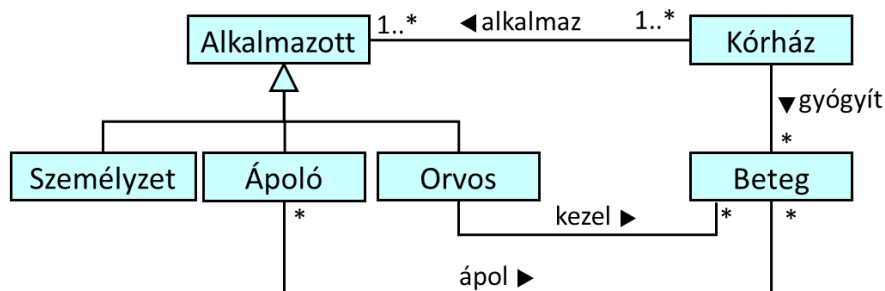 Alkalmazott
1..*
◄alkalmaz
1..*
Kórház
▼gyógyít
*
Személyzet
Ápoló
Orvos
Beteg
*
kezel ►
*
*
ápol ►